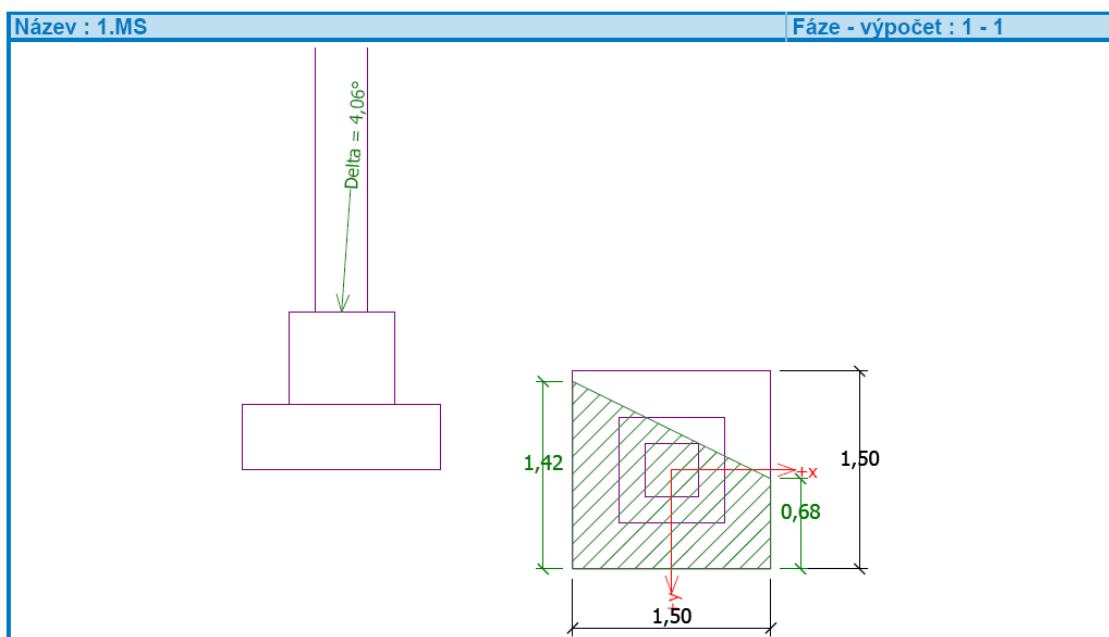 Název : 1.MS
Fáze - výpočet : 1 - 1
Delta = 4,06°
1,42
+x
1,50
0,68
+y
1,50